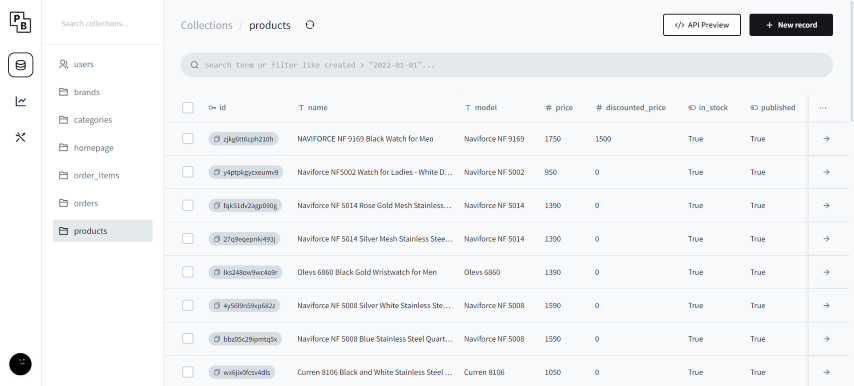 PB
Search collections...
users
brands
categories
homepage
order_items
orders
products
Collections / products
API Preview
+ New record
Search term or filter like created > "2022-01-01"...
id name model price discounted_price in_stock published
zjkg6tt6cph210h NAVIFORCE NF 9169 Black Watch for Men Naviforce NF 9169 1750 1500 True True
y4ptpkgycxeumv9 Naviforce NF5002 Watch for Ladies - White D... Naviforce NF 5002 950 0 True True
fqk51dv2agp090g Naviforce NF 5014 Rose Gold Mesh Stainless... Naviforce NF 5014 1390 0 True True
27q9eqepnki493j Naviforce NF 5014 Silver Mesh Stainless Stee... Naviforce NF 5014 1390 0 True True
lks248ow9wc4o9r Olevs 6860 Black Gold Wristwatch for Men Olevs 6860 1390 0 True True
4y56l9n59xp682z Naviforce NF 5008 Silver White Stainless Ste... Naviforce NF 5008 1590 0 True True
bbz05c29ipmtq5x Naviforce NF 5008 Blue Stainless Steel Quart... Naviforce NF 5008 1590 0 True True
wx6jix0fcsv4dls Curren 8106 Black and White Stainless Steel ... Curren 8106 1050 0 True True